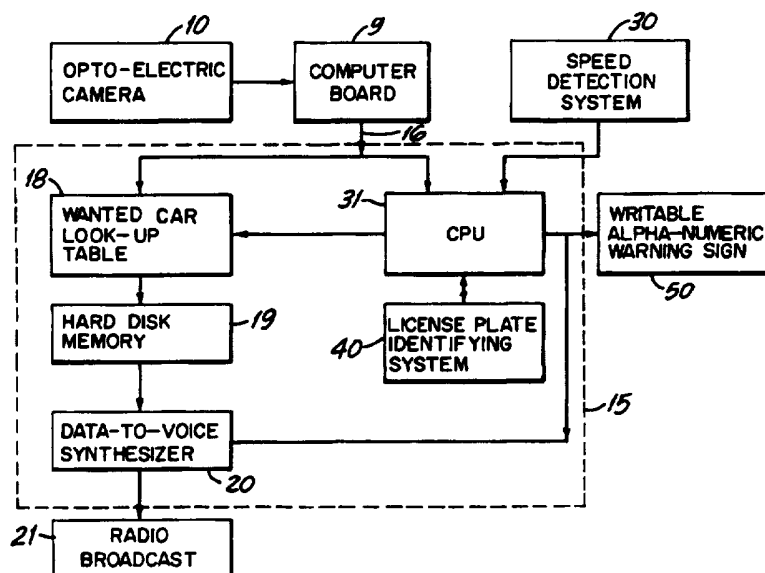 10
OPTO-ELECTRIC
CAMERA
9
COMPUTER
BOARD
30
SPEED
DETECTION
SYSTEM
16
18
WANTED CAR
LOOK-UP
TABLE
31
CPU
WRITABLE
ALPHA-NUMERIC
WARNING SIGN
50
HARD DISK
MEMORY
19
40
LICENSE PLATE
IDENTIFYING
SYSTEM
15
DATA-TO-VOICE
SYNTHESIZER
20
21
RADIO
BROADCAST